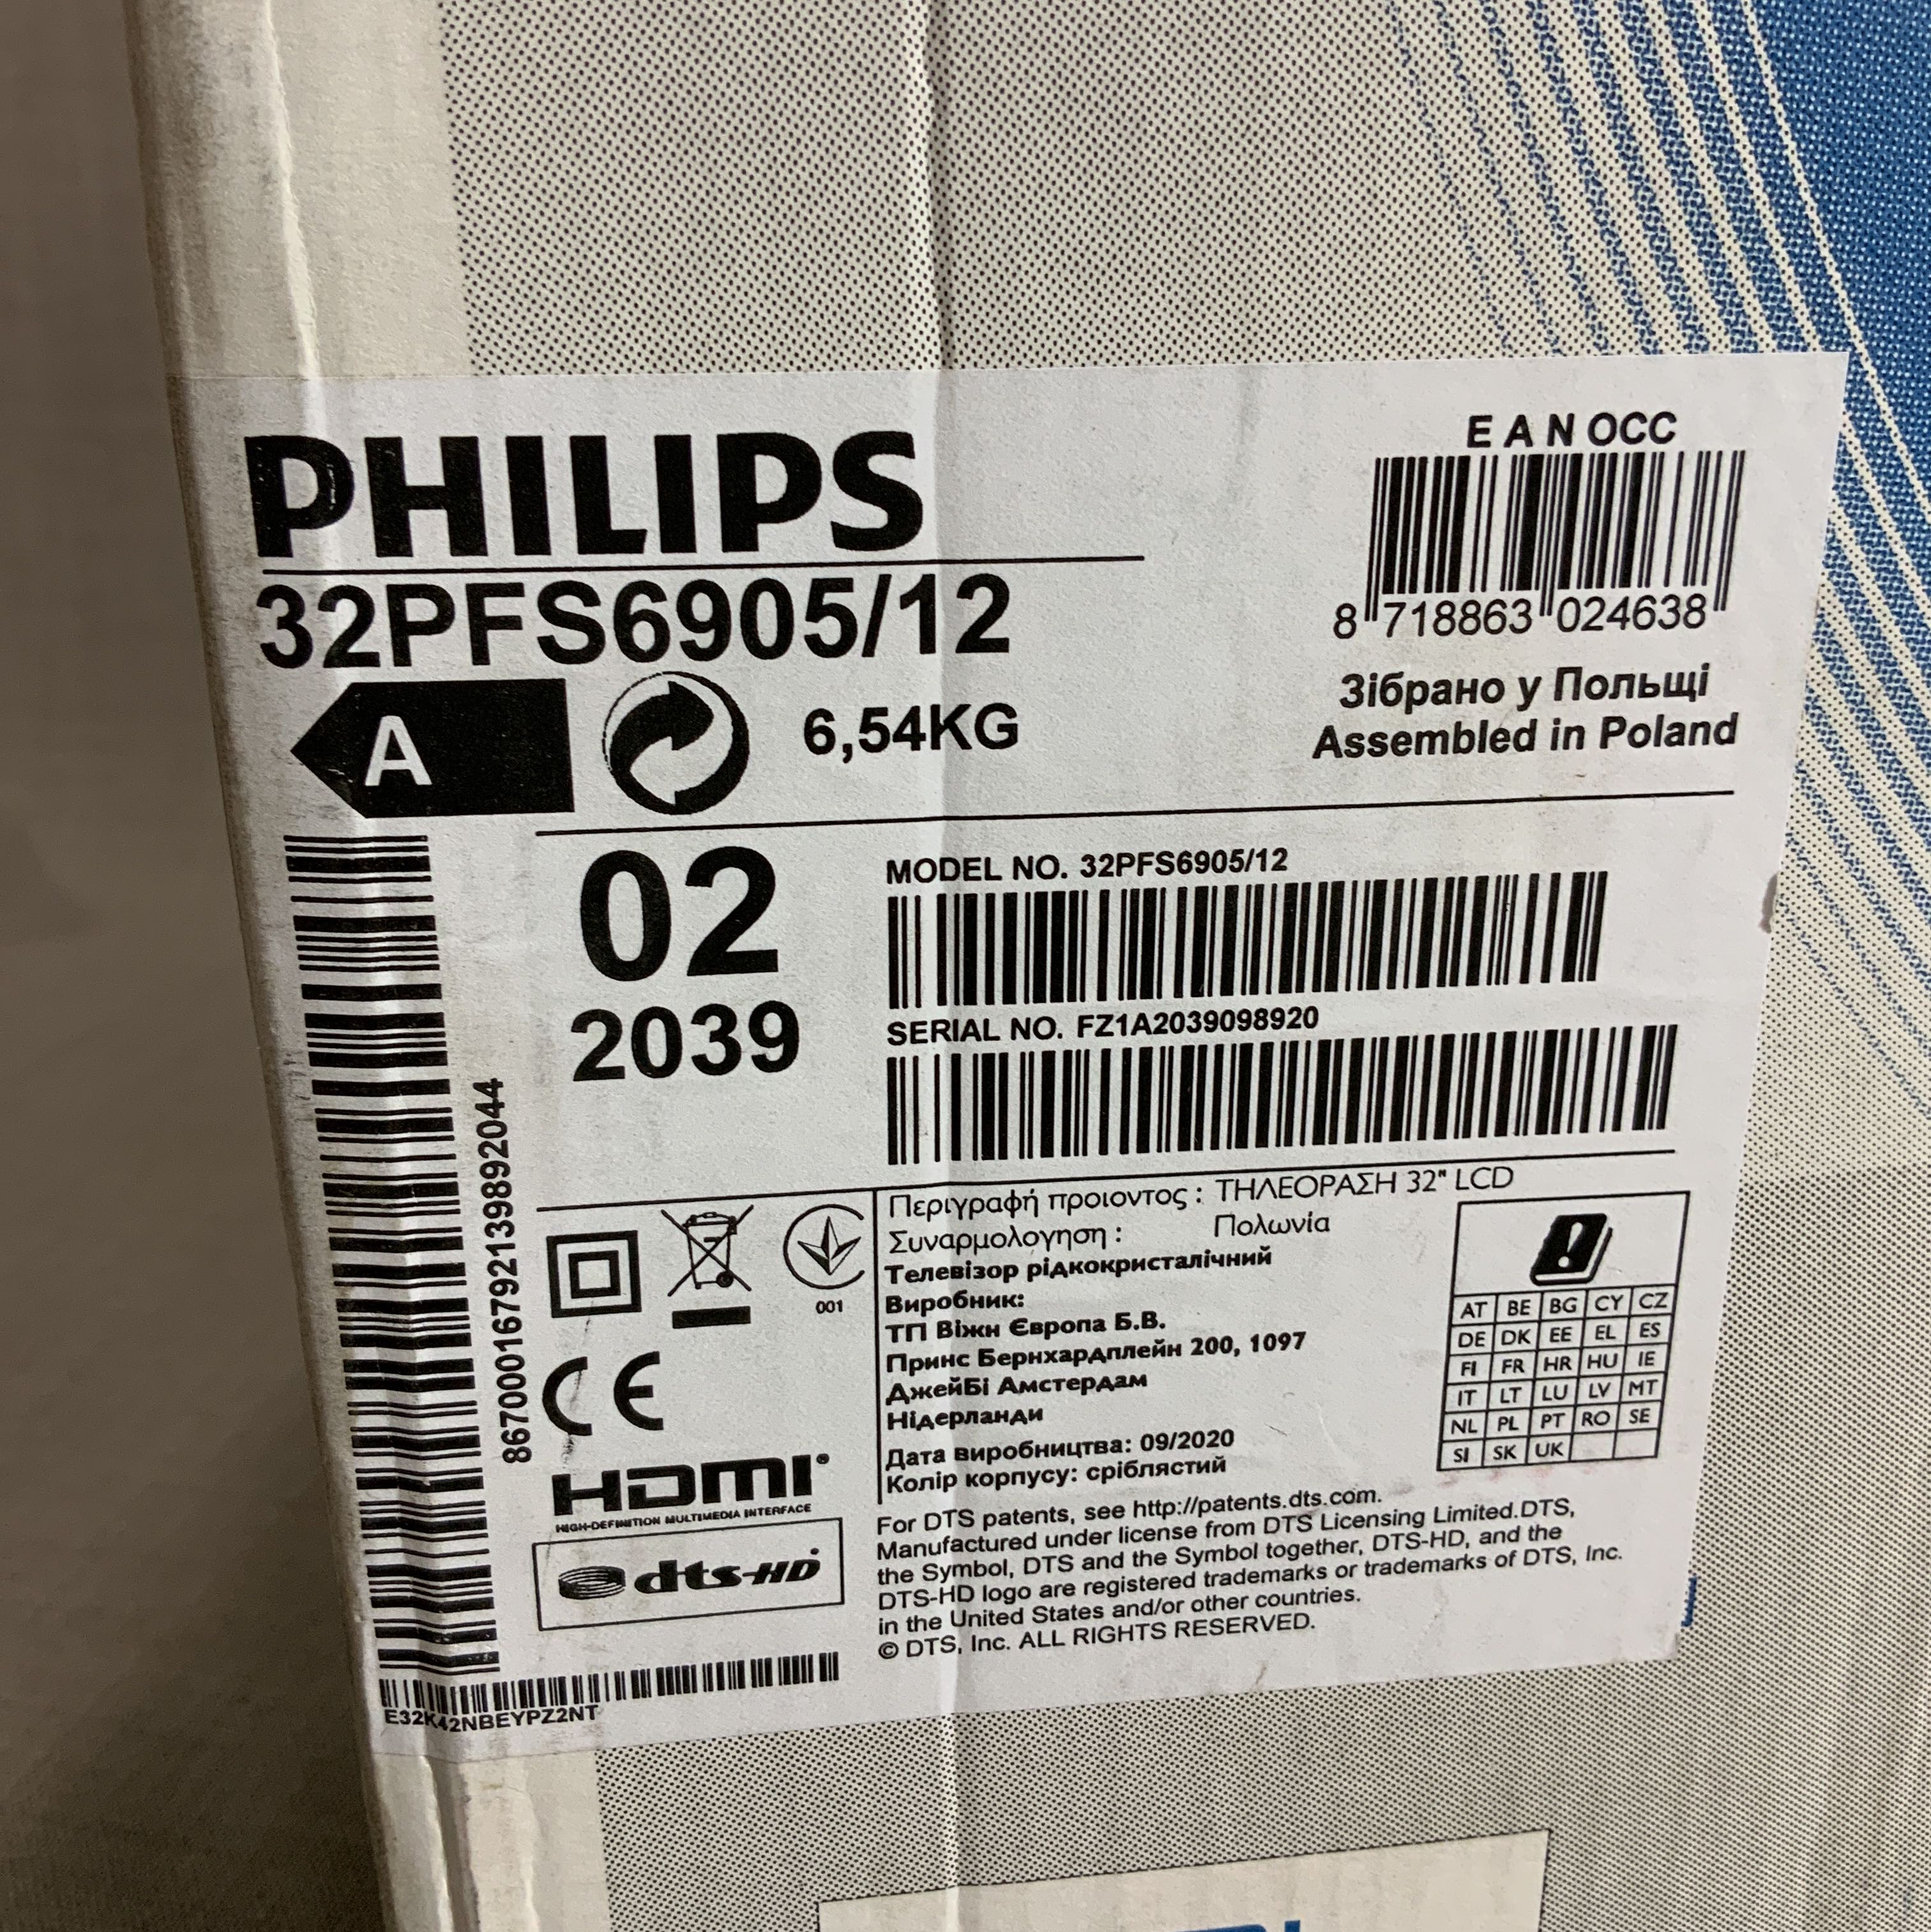 PHILIPS
32PFS6905/12
A
6,54KG
E A N OCC
8 718863 024638
Зібрано у Польщі
Assembled in Poland
02
2039
MODEL NO. 32PFS6905/12
SERIAL NO. FZ1A2039098920
86700016792139892044
001
Περιγραφή προιοντος : ΤΗΛΕΟΡΑΣΗ 32" LCD
Συναρμολογηση : Πολωνία
Телевізор рідкокристалічний
Виробник:
ТП Віжн Європа Б.В.
Принс Бернхардплейн 200, 1097
ДжейБі Амстердам
Нідерланди
Дата виробництва: 09/2020
Колір корпусу: сріблястий
AT BE BG CY CZ
DE DK EE EL ES
FI FR HR HU IE
IT LT LU LV MT
NL PL PT RO SE
SI SK UK
CE
HDMI®
HIGH-DEFINITION MULTIMEDIA INTERFACE
dts-HD
For DTS patents, see http://patents.dts.com.
Manufactured under license from DTS Licensing Limited.DTS,
the Symbol, DTS and the Symbol together, DTS-HD, and the
DTS-HD logo are registered trademarks or trademarks of DTS, Inc.
in the United States and/or other countries.
© DTS, Inc. ALL RIGHTS RESERVED.
E32K42NBEYPZ2NT